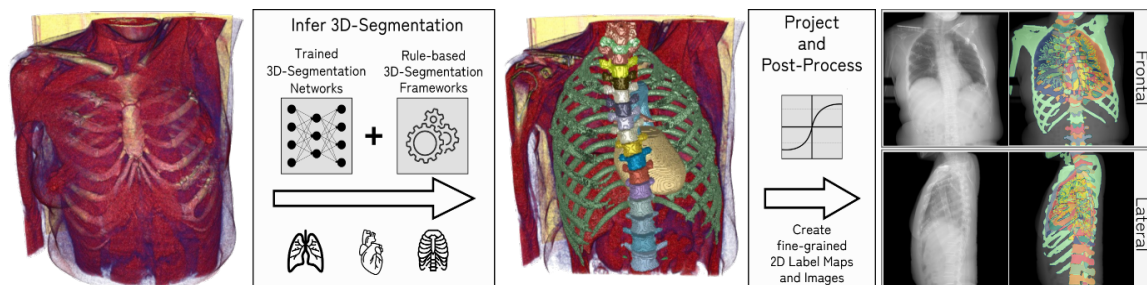 Infer 3D-Segmentation
Trained
3D-Segmentation
Networks
Rule-based
3D-Segmentation
Frameworks
+
Project
and
Post-Process
Create
fine-grained
2D Label Maps
and Images
Frontal
Lateral